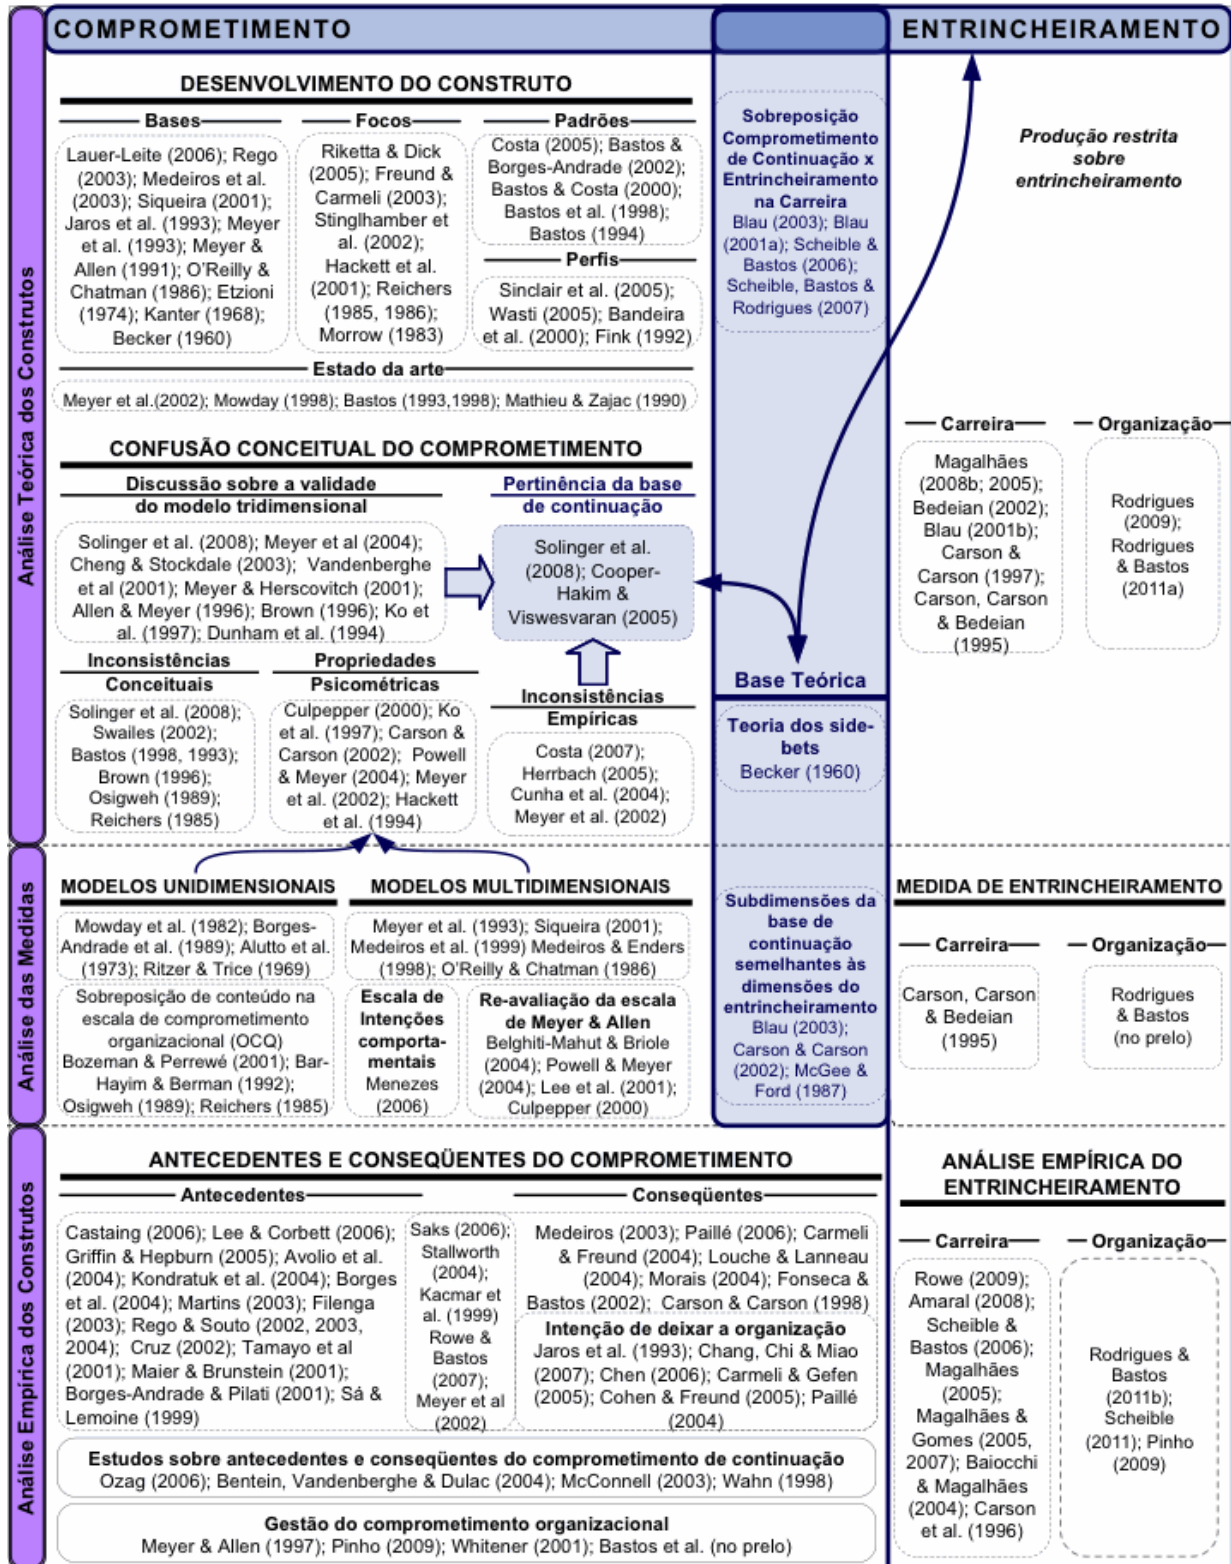 COMPROMETIMENTO
ENTRINCHEIRAMENTO
Análise Teórica dos Construtos
DESENVOLVIMENTO DO CONSTRUTO
Bases
Lauer-Leite (2006); Rego
(2003); Medeiros et al.
(2003); Siqueira (2001);
Jaros et al. (1993); Meyer
et al. (1993); Meyer &
Allen (1991); O'Reilly &
Chatman (1986); Etzioni
(1974); Kanter (1968);
Becker (1960)
Focos
Riketta & Dick
(2005); Freund &
Carmeli (2003);
Stinglhamber et
al. (2002);
Hackett et al.
(2001); Reichers
(1985, 1986);
Morrow (1983)
Padrões
Costa (2005); Bastos &
Borges-Andrade (2002);
Bastos & Costa (2000);
Bastos et al. (1998);
Bastos (1994)
Perfis
Sinclair et al. (2005);
Wasti (2005); Bandeira
et al. (2000); Fink (1992)
Estado da arte
Meyer et al.(2002); Mowday (1998); Bastos (1993,1998); Mathieu & Zajac (1990)
CONFUSÃO CONCEITUAL DO COMPROMETIMENTO
Discussão sobre a validade
do modelo tridimensional
Solinger et al. (2008); Meyer et al (2004);
Cheng & Stockdale (2003); Vandenberghe
et al (2001); Meyer & Herscovitch (2001);
Allen & Meyer (1996); Brown (1996); Ko et
al. (1997); Dunham et al. (1994)
Pertinência da base
de continuação
Solinger et al.
(2008); Cooper-
Hakim &
Viswesvaran (2005)
Inconsistências
Conceituais
Solinger et al. (2008);
Swailes (2002);
Bastos (1998, 1993);
Brown (1996);
Osigweh (1989);
Reichers (1985)
Propriedades
Psicométricas
Culpepper (2000); Ko
et al. (1997); Carson &
Carson (2002); Powell
& Meyer (2004); Meyer
et al. (2002); Hackett
et al. (1994)
Inconsistências
Empíricas
Costa (2007);
Herrbach (2005);
Cunha et al. (2004);
Meyer et al. (2002)
Sobreposição
Comprometimento
de Continuação x
Entrincheiramento
na Carreira
Blau (2003); Blau
(2001a); Scheible &
Bastos (2006);
Scheible, Bastos &
Rodrigues (2007)
Base Teórica
Teoria dos side-
bets
Becker (1960)
Produção restrita
sobre
entrincheiramento
Carreira
Magalhães
(2008b; 2005);
Bedeian (2002);
Blau (2001b);
Carson &
Carson (1997);
Carson, Carson
& Bedeian
(1995)
Organização
Rodrigues
(2009);
Rodrigues
& Bastos
(2011a)
Análise das Medidas
MODELOS UNIDIMENSIONAIS
Mowday et al. (1982); Borges-
Andrade et al. (1989); Alutto et al.
(1973); Ritzer & Trice (1969)
Sobreposição de conteúdo na
escala de comprometimento
organizacional (OCQ)
Bozeman & Perrewé (2001); Bar-
Hayim & Berman (1992);
Osigweh (1989); Reichers (1985)
MODELOS MULTIDIMENSIONAIS
Meyer et al. (1993); Siqueira (2001);
Medeiros et al. (1999) Medeiros & Enders
(1998); O'Reilly & Chatman (1986)
Escala de
Intenções
comporta-
mentais
Menezes
(2006)
Re-avaliação da escala
de Meyer & Allen
Belghiti-Mahut & Briole
(2004); Powell & Meyer
(2004); Lee et al. (2001);
Culpepper (2000)
Subdimensões da
base de
continuação
semelhantes às
dimensões do
entrincheiramento
Blau (2003);
Carson & Carson
(2002); McGee &
Ford (1987)
MEDIDA DE ENTRINCHEIRAMENTO
Carreira
Carson, Carson
& Bedeian
(1995)
Organização
Rodrigues
& Bastos
(no prelo)
Análise Empírica dos Construtos
ANTECEDENTES E CONSEQÜENTES DO COMPROMETIMENTO
Antecedentes
Castaing (2006); Lee & Corbett (2006);
Griffin & Hepburn (2005); Avolio et al.
(2004); Kondratuk et al. (2004); Borges
et al. (2004); Martins (2003); Filenga
(2003); Rego & Souto (2002, 2003,
2004); Cruz (2002); Tamayo et al
(2001); Maier & Brunstein (2001);
Borges-Andrade & Pilati (2001); Sá &
Lemoine (1999)
Saks (2006);
Stallworth
(2004);
Kacmar et
al. (1999)
Rowe &
Bastos
(2007);
Meyer et al
(2002)
Conseqüentes
Medeiros (2003); Paillé (2006); Carmeli
& Freund (2004); Louche & Lanneau
(2004); Morais (2004); Fonseca &
Bastos (2002); Carson & Carson (1998)
Intenção de deixar a organização
Jaros et al. (1993); Chang, Chi & Miao
(2007); Chen (2006); Carmeli & Gefen
(2005); Cohen & Freund (2005); Paillé
(2004)
Estudos sobre antecedentes e conseqüentes do comprometimento de continuação
Ozag (2006); Bentein, Vandenberghe & Dulac (2004); McConnell (2003); Wahn (1998)
Gestão do comprometimento organizacional
Meyer & Allen (1997); Pinho (2009); Whitener (2001); Bastos et al. (no prelo)
ANÁLISE EMPÍRICA DO
ENTRINCHEIRAMENTO
Carreira
Rowe (2009);
Amaral (2008);
Scheible &
Bastos (2006);
Magalhães
(2005);
Magalhães &
Gomes (2005,
2007); Baiocchi
& Magalhães
(2004); Carson
et al. (1996)
Organização
Rodrigues &
Bastos
(2011b);
Scheible
(2011); Pinho
(2009)